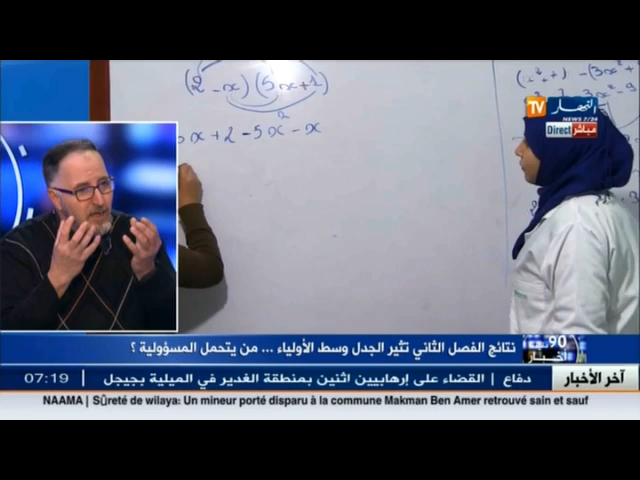 (2 - x) (5x + 1)
x + 2 - 5x² - x
TV النهار
NEWS 7/24
Direct مباشر
90
أخبار
نتائج الفصل الثاني تثير الجدل وسط الأولياء ... من يتحمل المسؤولية ؟
آخر الأخبار
دفاع | القضاء على إرهابيين اثنين بمنطقة الغدير في الميلية بجيجل
07:19
NAAMA | Sûreté de wilaya: Un mineur porté disparu à la commune Makman Ben Amer retrouvé sain et sauf